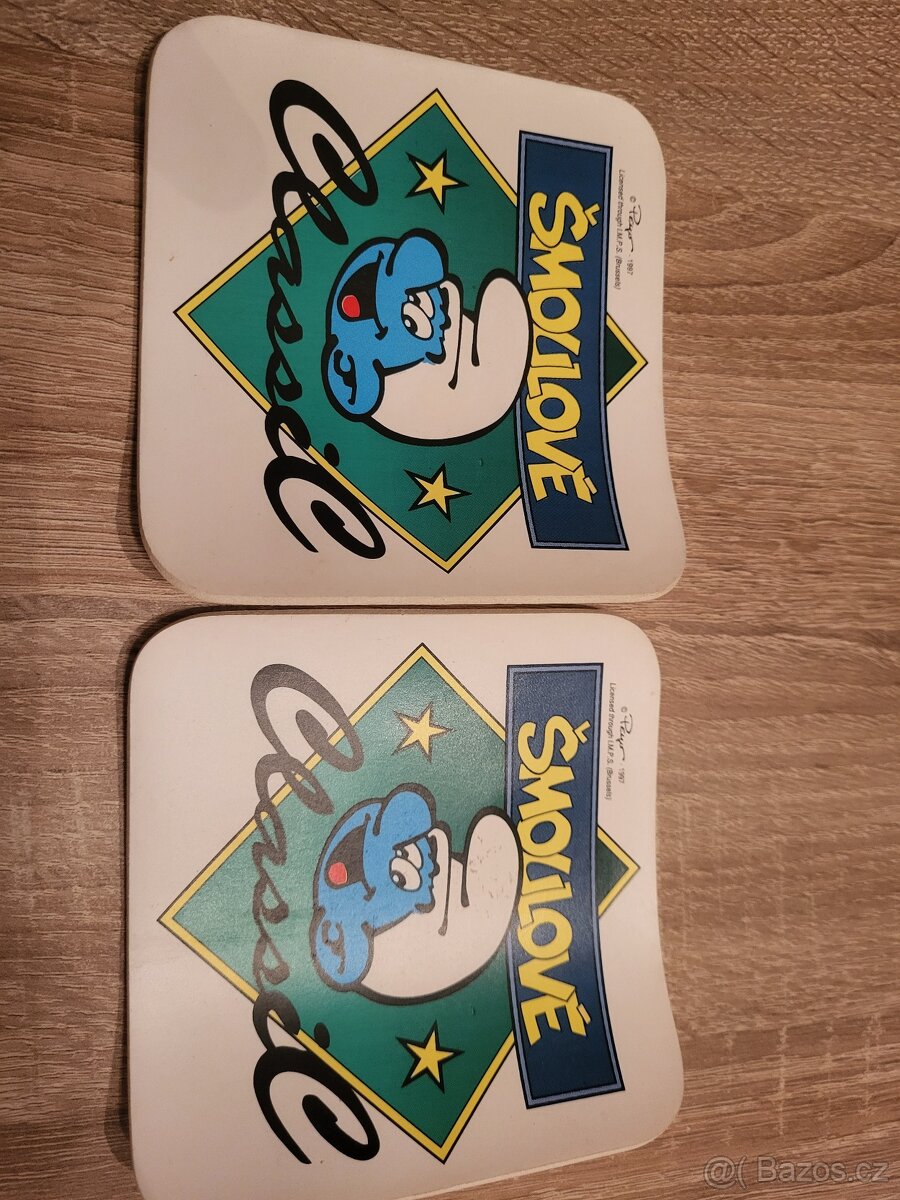 © Peyo 1997
Licensed through I.M.P.S. (Brussels)
ŠMOULOVÉ
Classic
© Peyo 1997
Licensed through I.M.P.S. (Brussels)
ŠMOULOVÉ
Classic
@( Bazos.cz